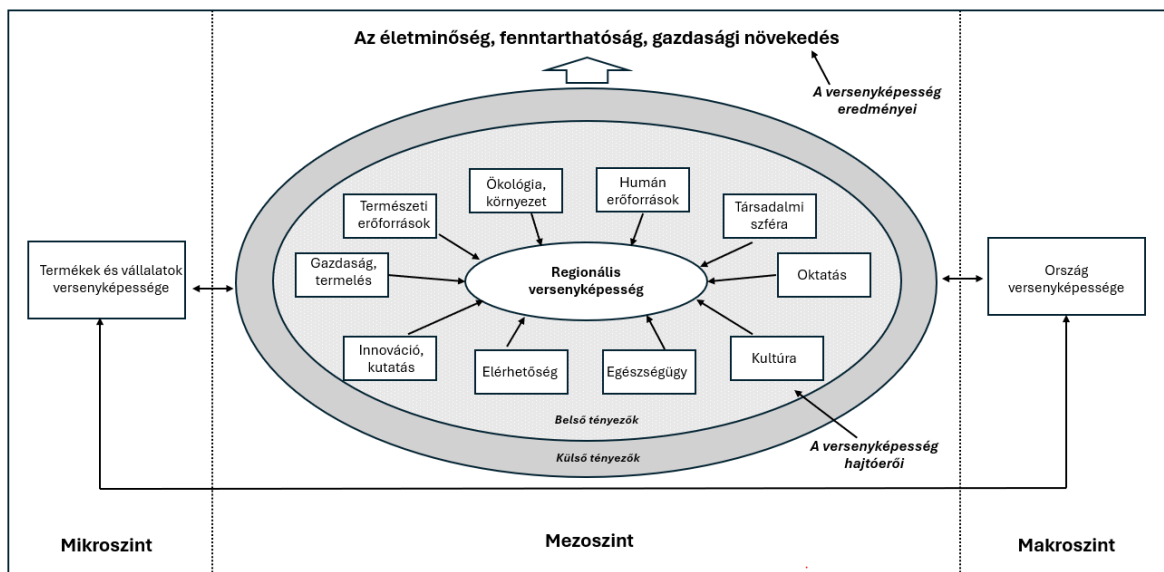 Az életminőség, fenntarthatóság, gazdasági növekedés
A versenyképesség
eredményei
Ökológia,
környezet
Humán
erőforrások
Természeti
erőforrások
Társadalmi
szféra
Termékek és vállalatok
versenyképessége
Gazdaság,
termelés
Regionális
versenyképesség
Oktatás
Ország
versenyképessége
Innováció,
kutatás
Elérhetőség
Egészségügy
Kultúra
Belső tényezők
Külső tényezők
A versenyképesség
hajtóerői
Mikroszint
Mezoszint
Makroszint